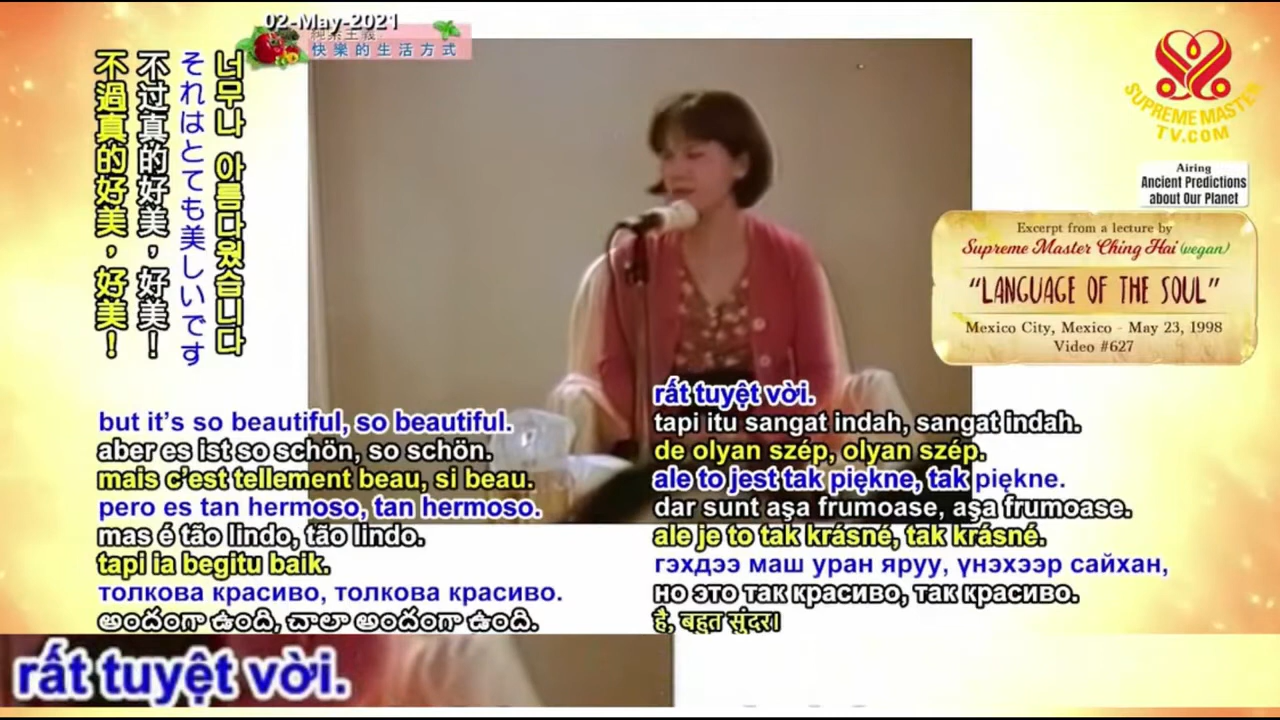 02-May-2021
純素主義
快樂的生活方式
SUPREME MASTER
TV.COM
Airing
Ancient Predictions
about Our Planet
Excerpt from a lecture by
Supreme Master Ching Hai (vegan)
“LANGUAGE OF THE SOUL”
Mexico City, Mexico - May 23, 1998
Video #627
너무나 아름다웠습니다
それはとても美しいです
不过真的好美，好美！
不過真的好美，好美！
but it’s so beautiful, so beautiful.
aber es ist so schön, so schön.
mais c’est tellement beau, si beau.
pero es tan hermoso, tan hermoso.
mas é tão lindo, tão lindo.
tapi ia begitu baik.
толкова красиво, толкова красиво.
అందంగా ఉంది, చాలా అందంగా ఉంది.
rất tuyệt vời.
tapi itu sangat indah, sangat indah.
de olyan szép, olyan szép.
ale to jest tak piękne, tak piękne.
dar sunt aşa frumoase, aşa frumoase.
ale je to tak krásné, tak krásné.
гэхдээ маш уран яруу, үнэхээр сайхан,
но это так красиво, так красиво.
है, बहुत सुंदर।
rất tuyệt vời.